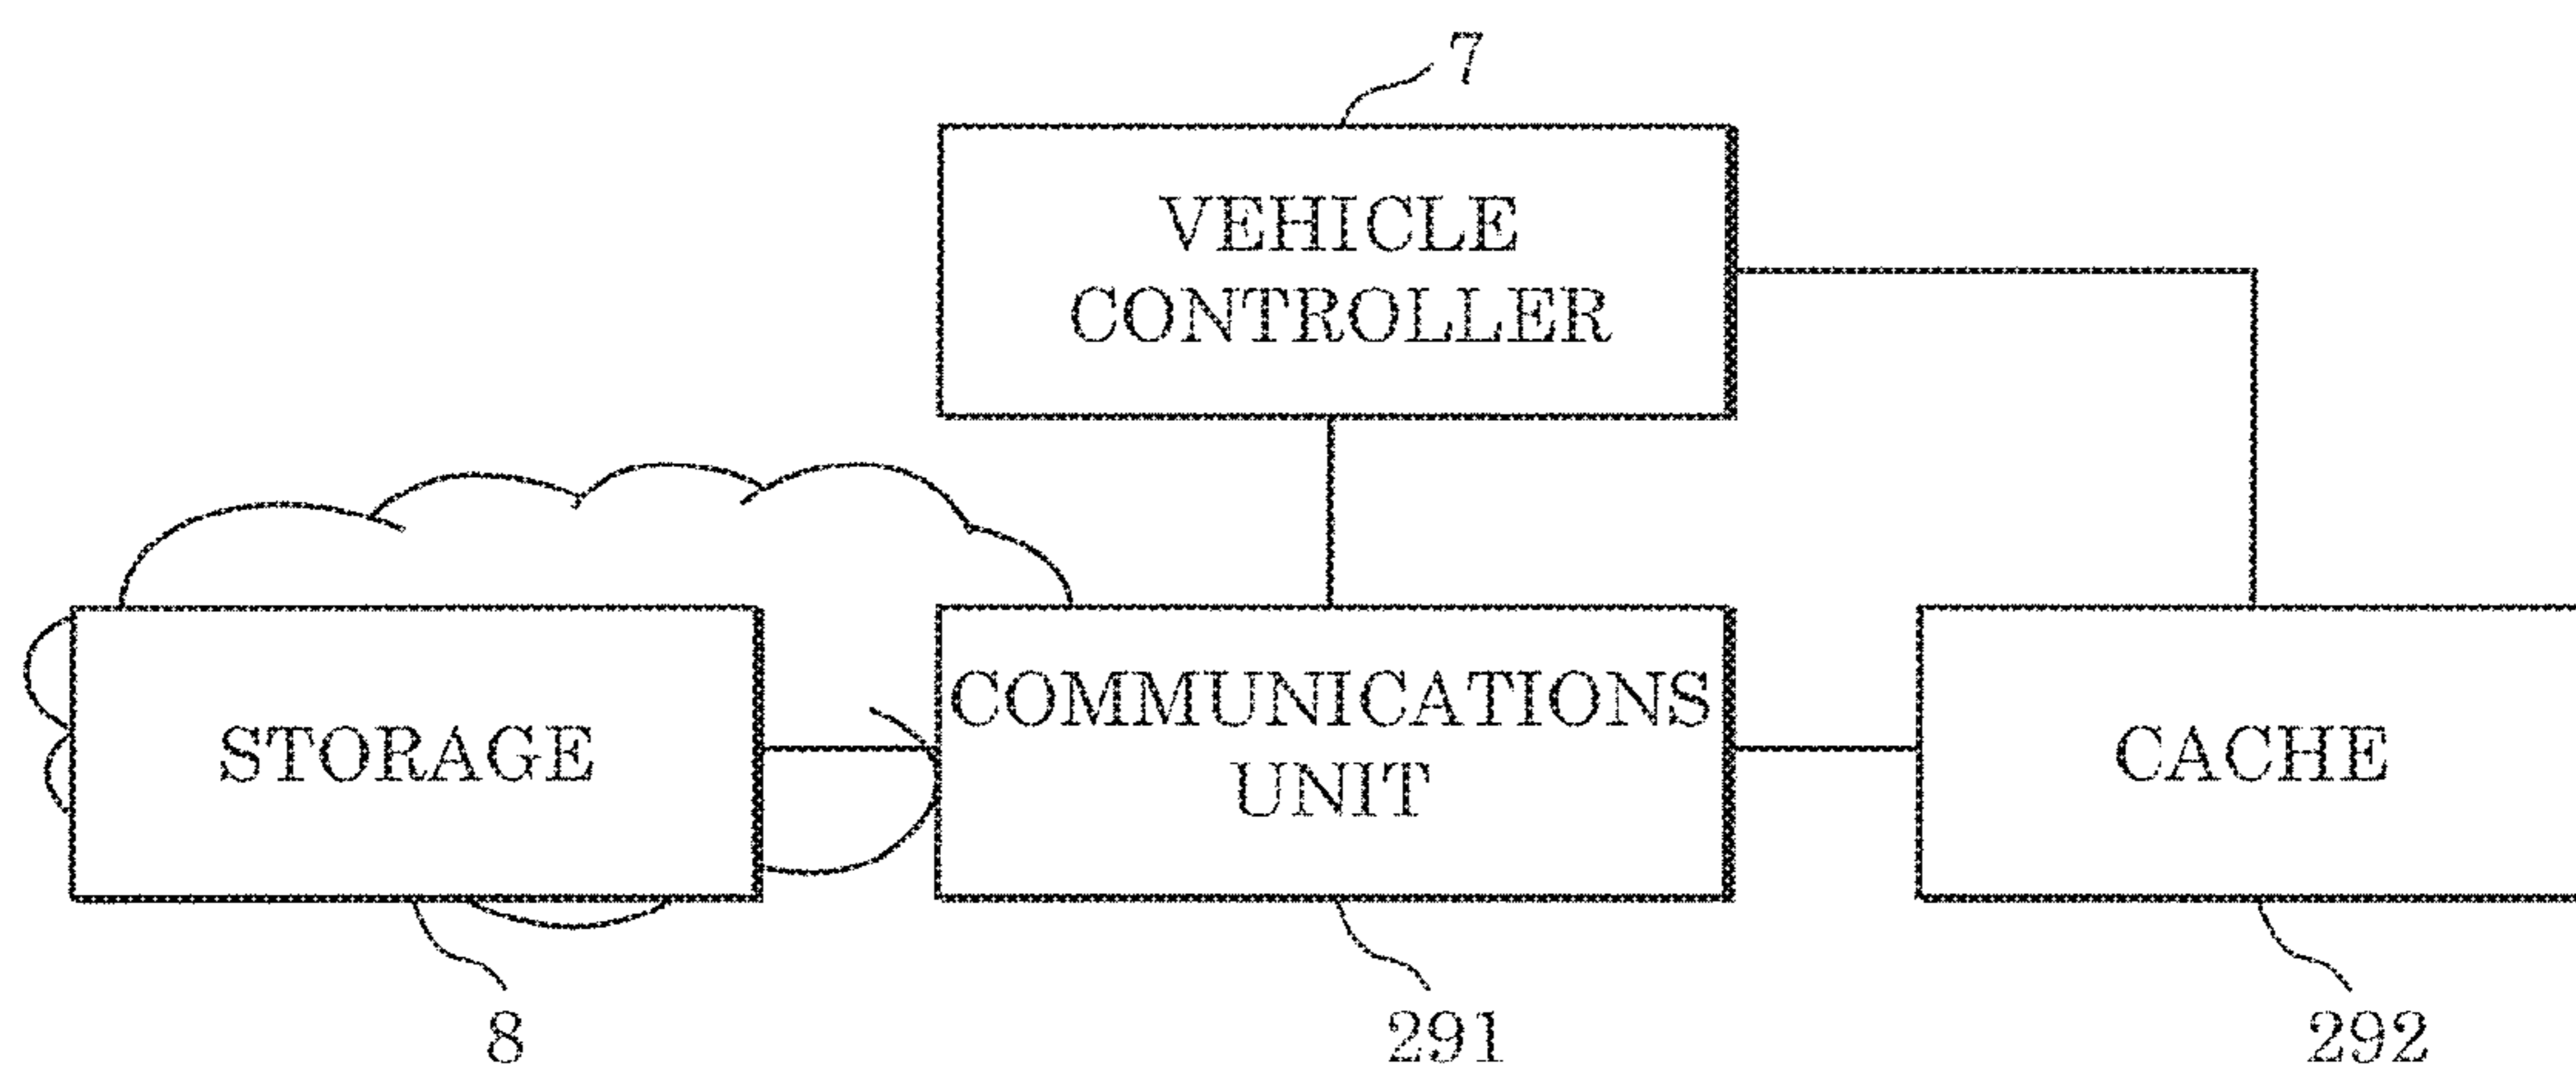 7
VEHICLE
CONTROLLER
STORAGE
COMMUNICATIONS
UNIT
CACHE
8
291
292